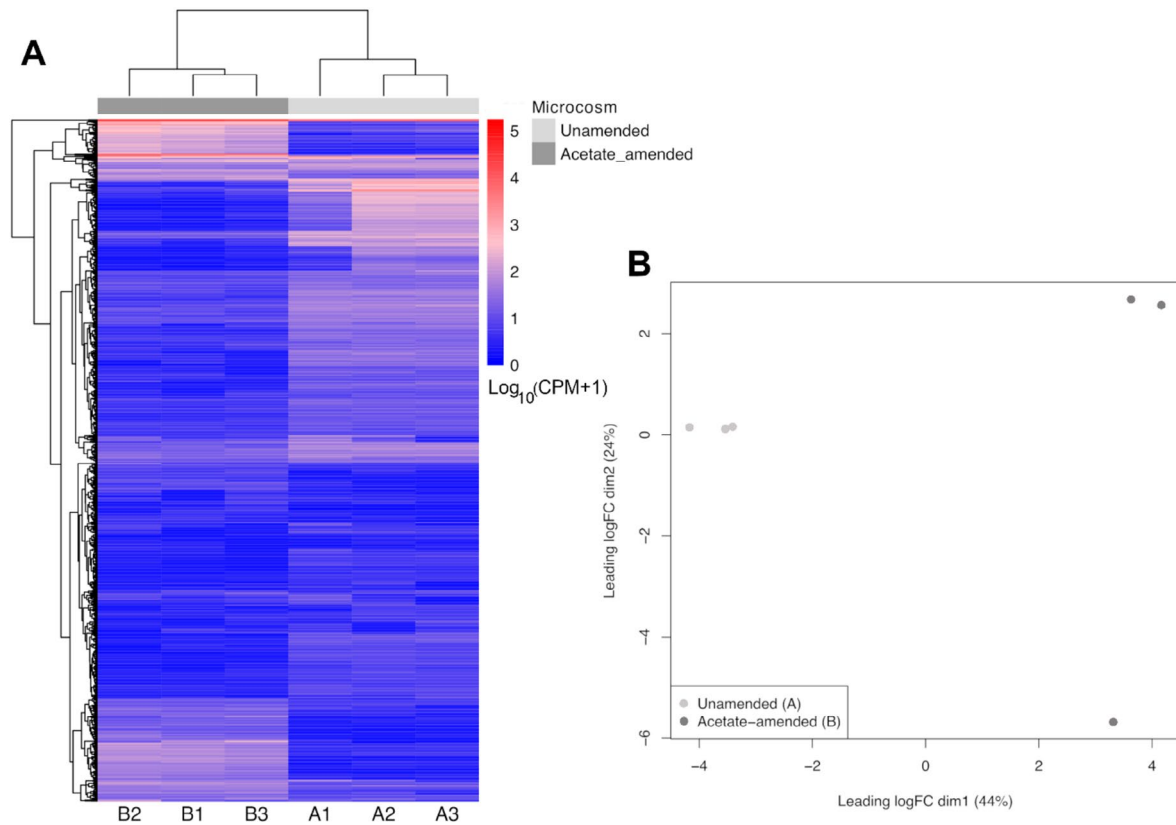 A
Microcosm
Unamended
Acetate_amended
5
4
3
2
1
0
Log10(CPM+1)
B2 B1 B3 A1 A2 A3
B
2
0
−2
−4
−6
Leading logFC dim2 (24%)
Unamended (A)
Acetate−amended (B)
−4 −2 0 2 4
Leading logFC dim1 (44%)